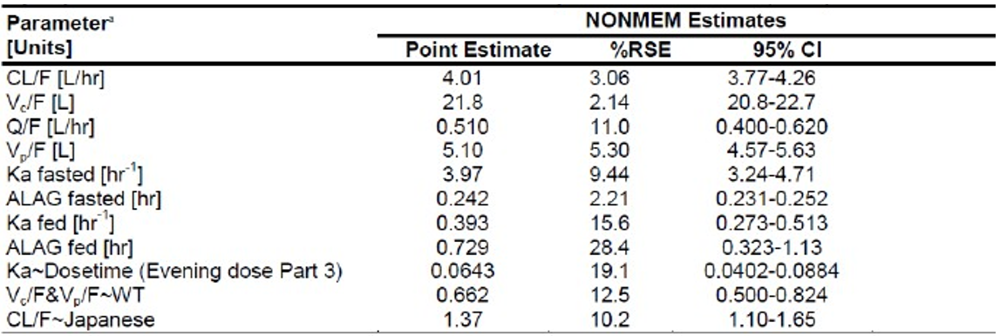 Parameterᵃ NONMEM Estimates
[Units] Point Estimate %RSE 95% CI
CL/F [L/hr] 4.01 3.06 3.77-4.26
V꜀/F [L] 21.8 2.14 20.8-22.7
Q/F [L/hr] 0.510 11.0 0.400-0.620
Vₚ/F [L] 5.10 5.30 4.57-5.63
Ka fasted [hr⁻¹] 3.97 9.44 3.24-4.71
ALAG fasted [hr] 0.242 2.21 0.231-0.252
Ka fed [hr⁻¹] 0.393 15.6 0.273-0.513
ALAG fed [hr] 0.729 28.4 0.323-1.13
Ka~Dosetime (Evening dose Part 3) 0.0643 19.1 0.0402-0.0884
V꜀/F&Vₚ/F~WT 0.662 12.5 0.500-0.824
CL/F~Japanese 1.37 10.2 1.10-1.65